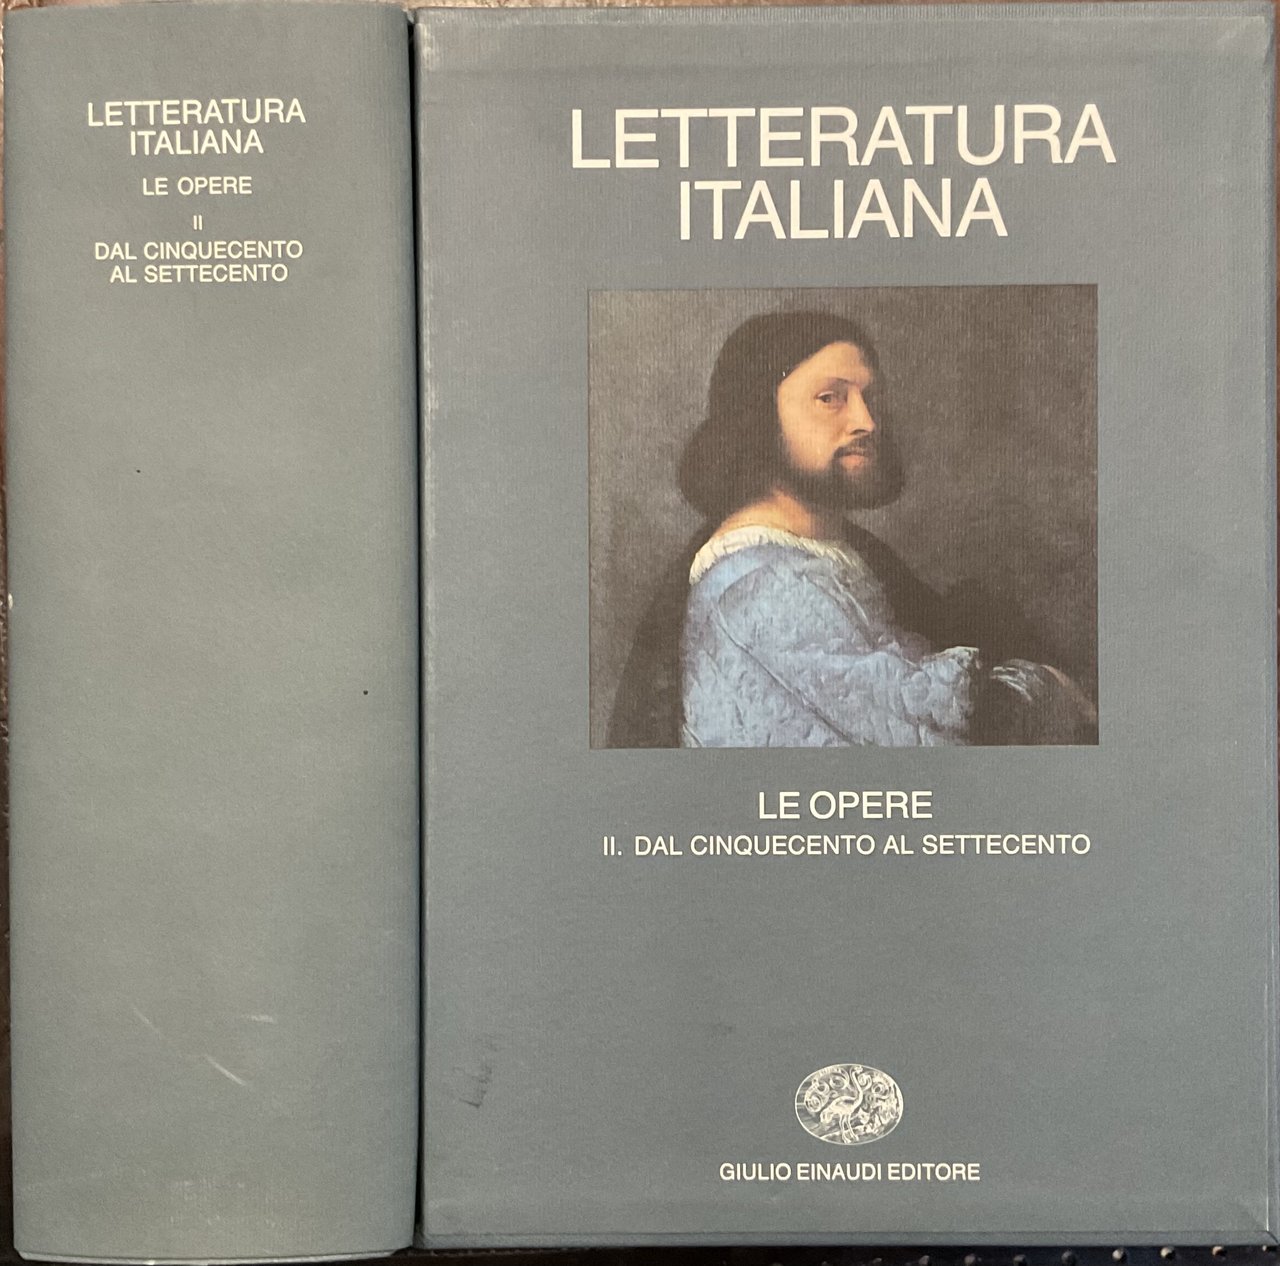 LETTERATURA
ITALIANA
LE OPERE
II
DAL CINQUECENTO
AL SETTECENTO
LETTERATURA
ITALIANA
LE OPERE
II. DAL CINQUECENTO AL SETTECENTO
GIULIO EINAUDI EDITORE